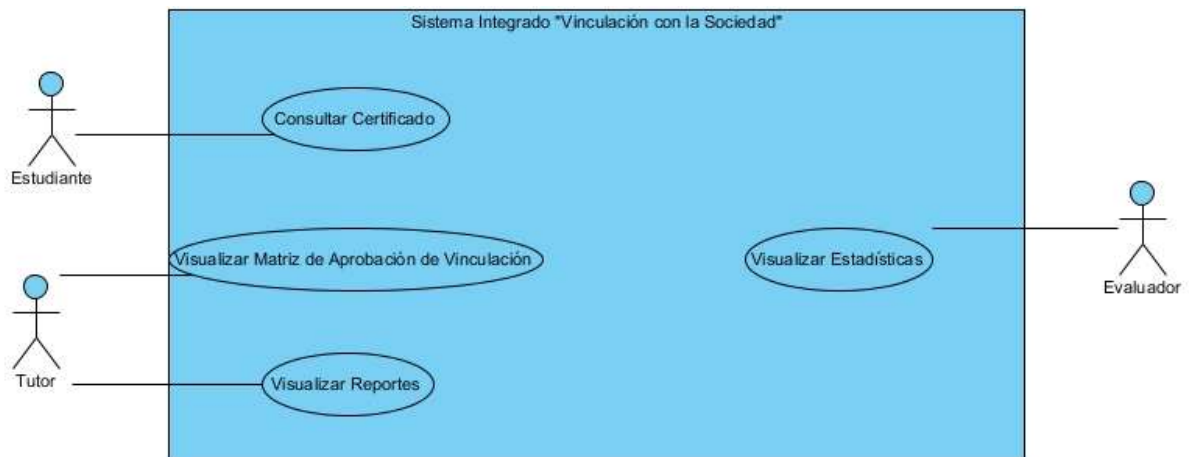 Sistema Integrado "Vinculación con la Sociedad"
Consultar Certificado
Estudiante
Visualizar Matriz de Aprobación de Vinculación
Visualizar Estadísticas
Evaluador
Tutor
Visualizar Reportes